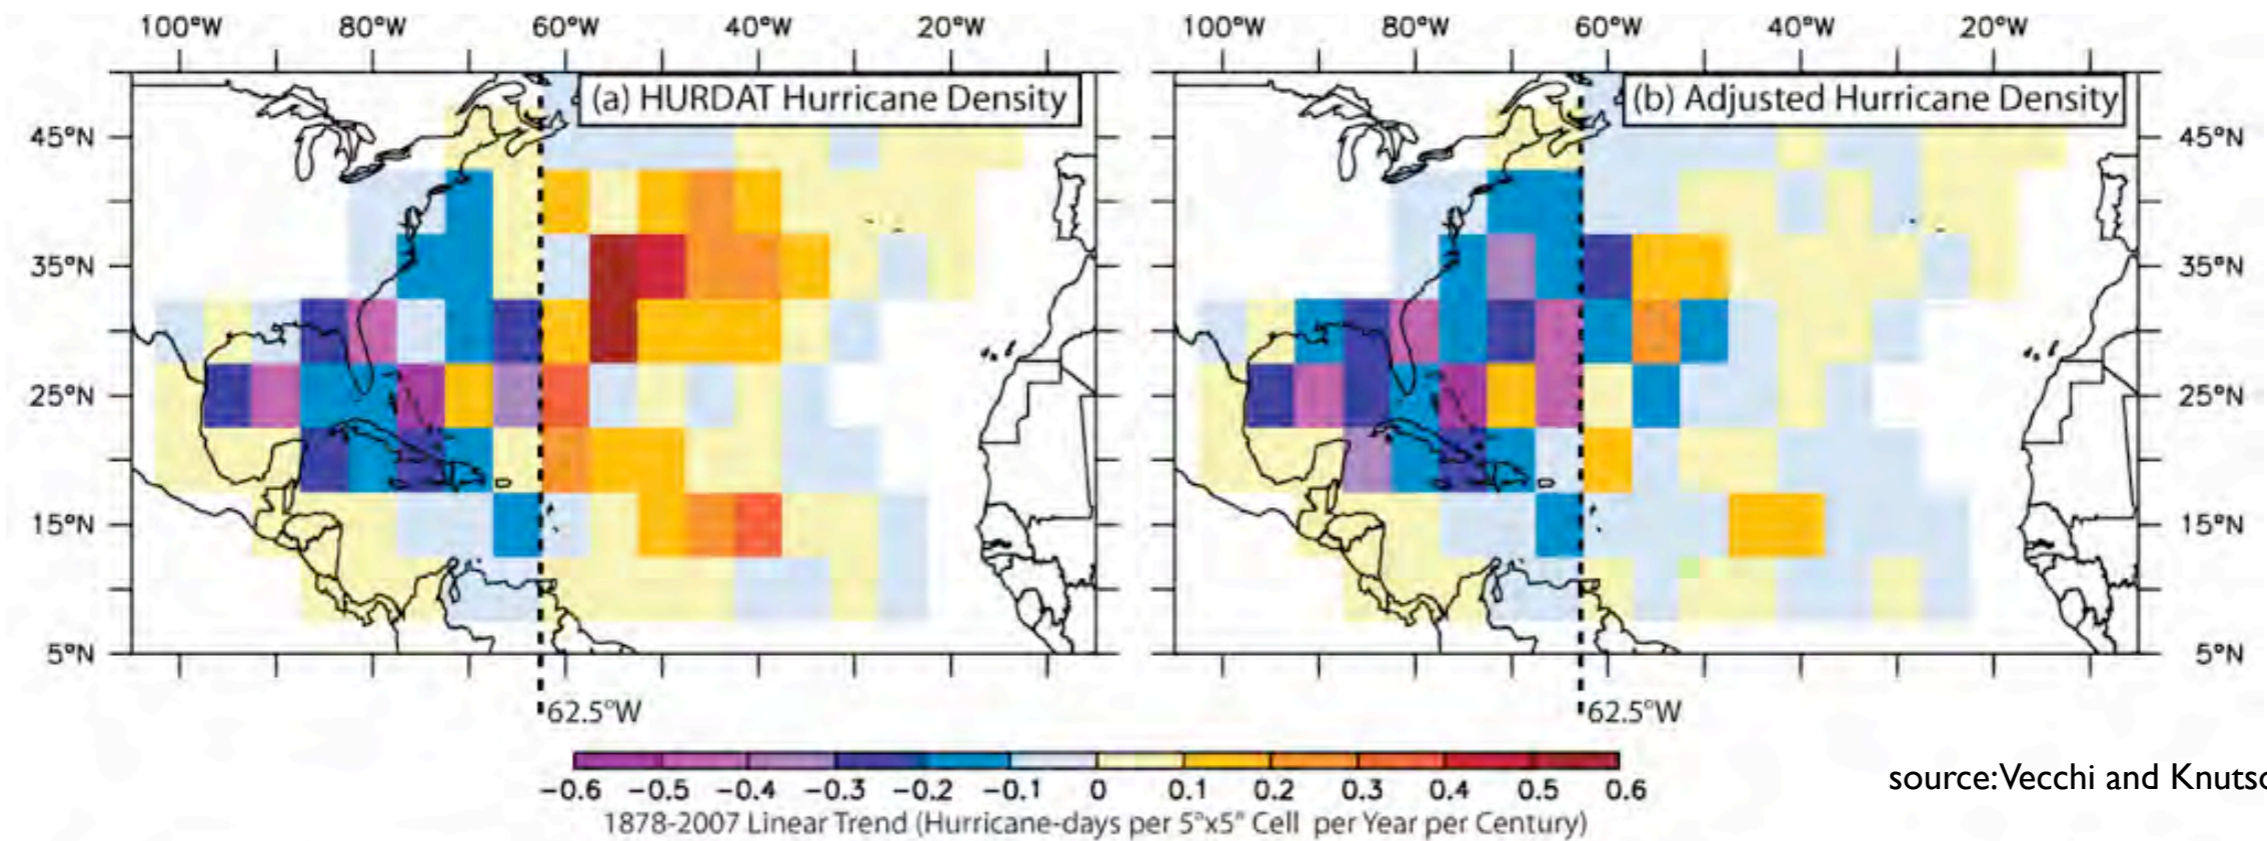 100°W 80°W 60°W 40°W 20°W 100°W 80°W 60°W 40°W 20°W
(a) HURDAT Hurricane Density (b) Adjusted Hurricane Density
45°N 45°N
35°N 35°N
25°N 25°N
15°N 15°N
5°N 5°N
62.5°W 62.5°W
source:Vecchi and Knutso
−0.6 −0.5 −0.4 −0.3 −0.2 −0.1 0 0.1 0.2 0.3 0.4 0.5 0.6
1878-2007 Linear Trend (Hurricane-days per 5°x5° Cell per Year per Century)